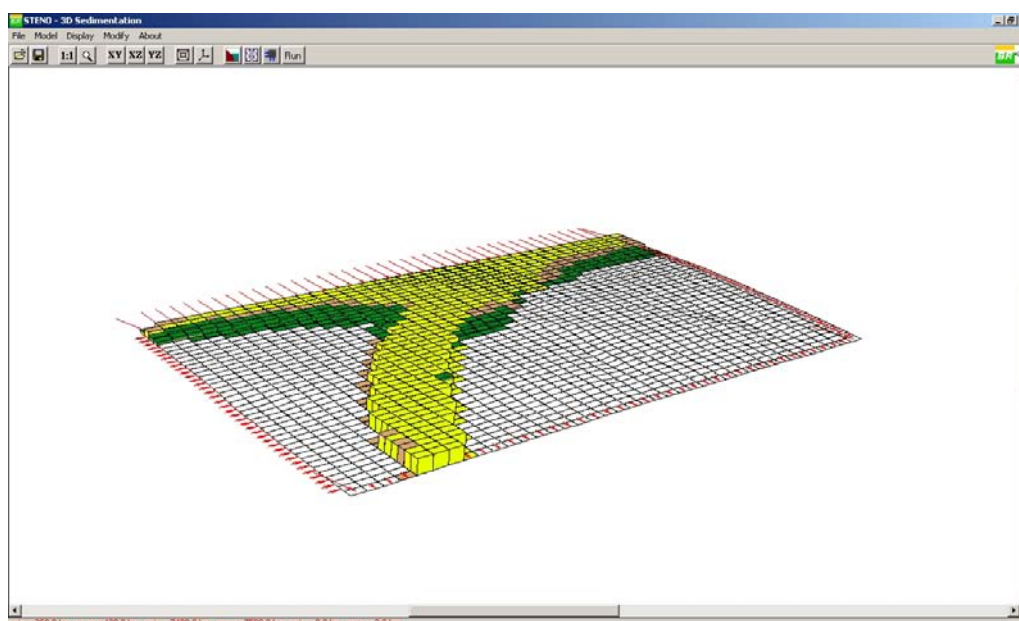 STENO - 3D Sedimentation
File Model Display Modify About
1:1 XY XZ YZ Run